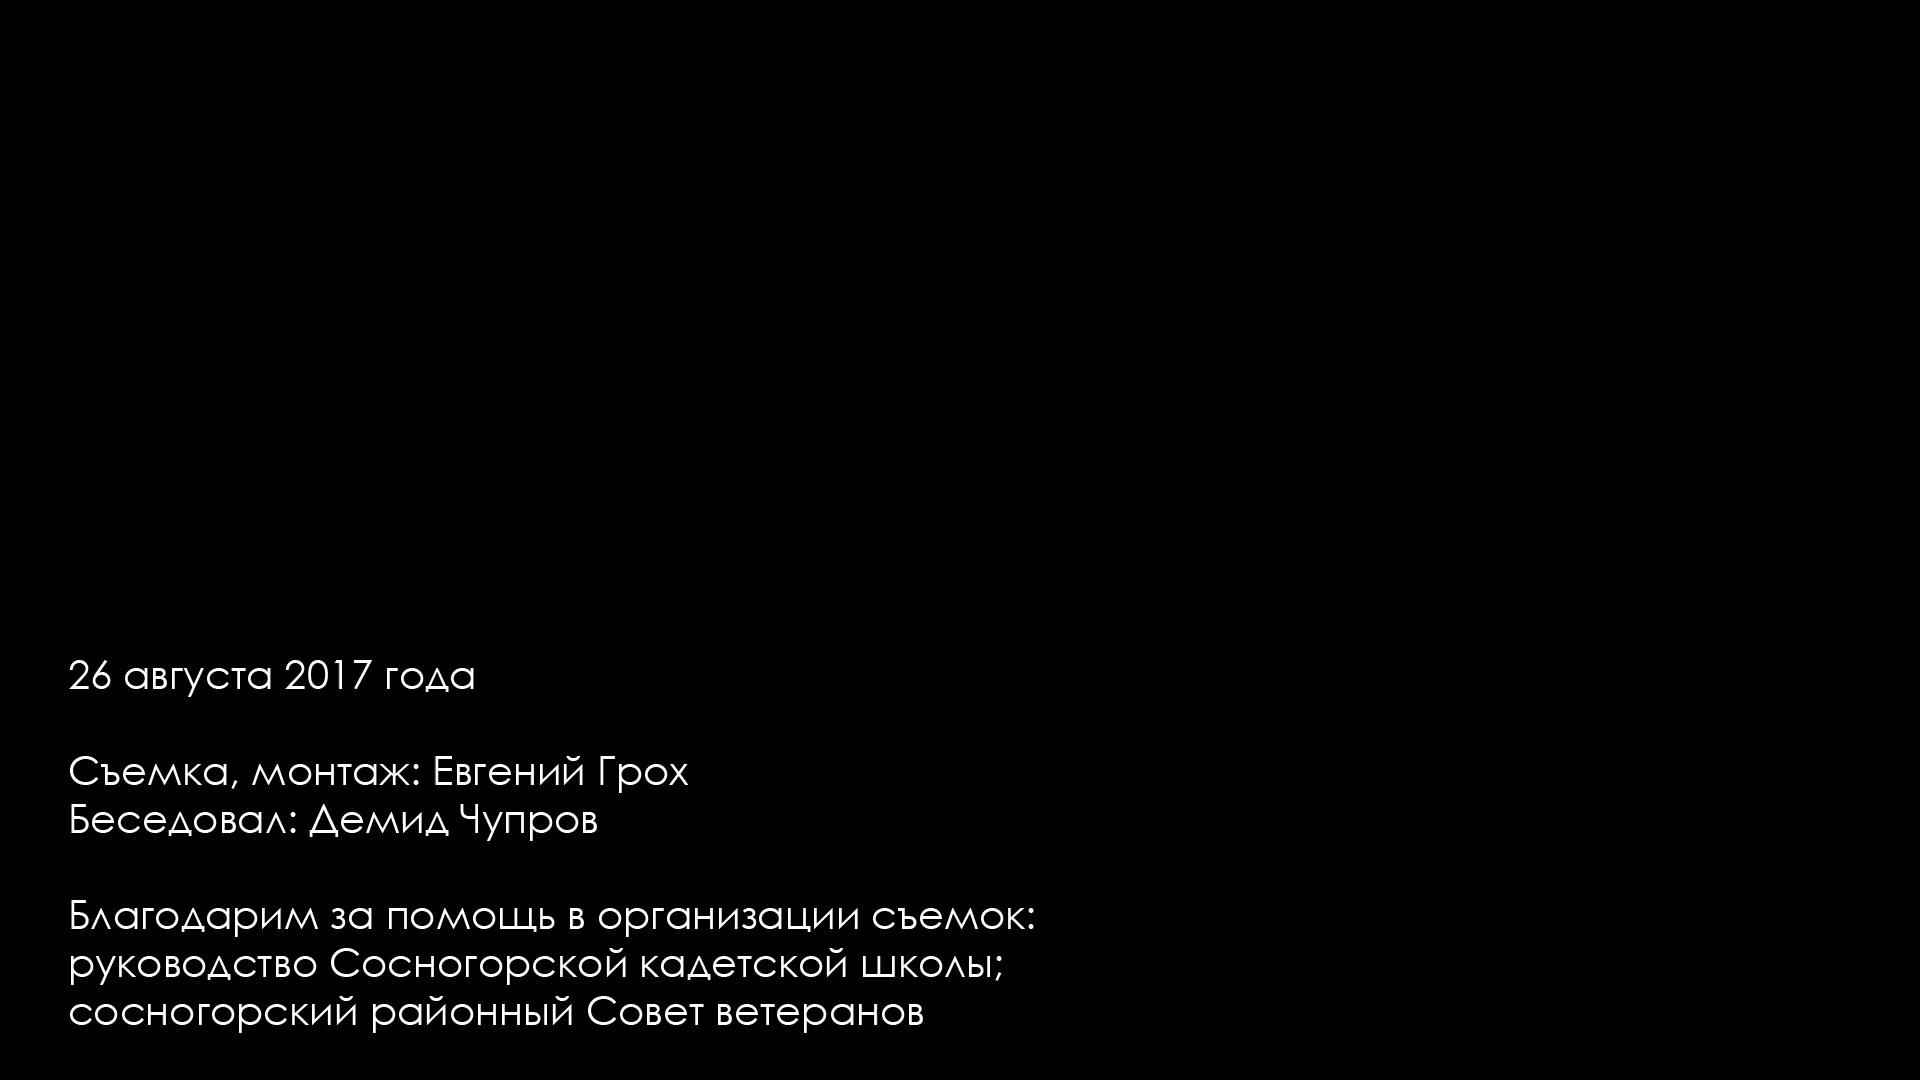 26 августа 2017 года
Съемка, монтаж: Евгений Грох
Беседовал: Демид Чупров
Благодарим за помощь в организации съемок:
руководство Сосногорской кадетской школы;
сосногорский районный Совет ветеранов